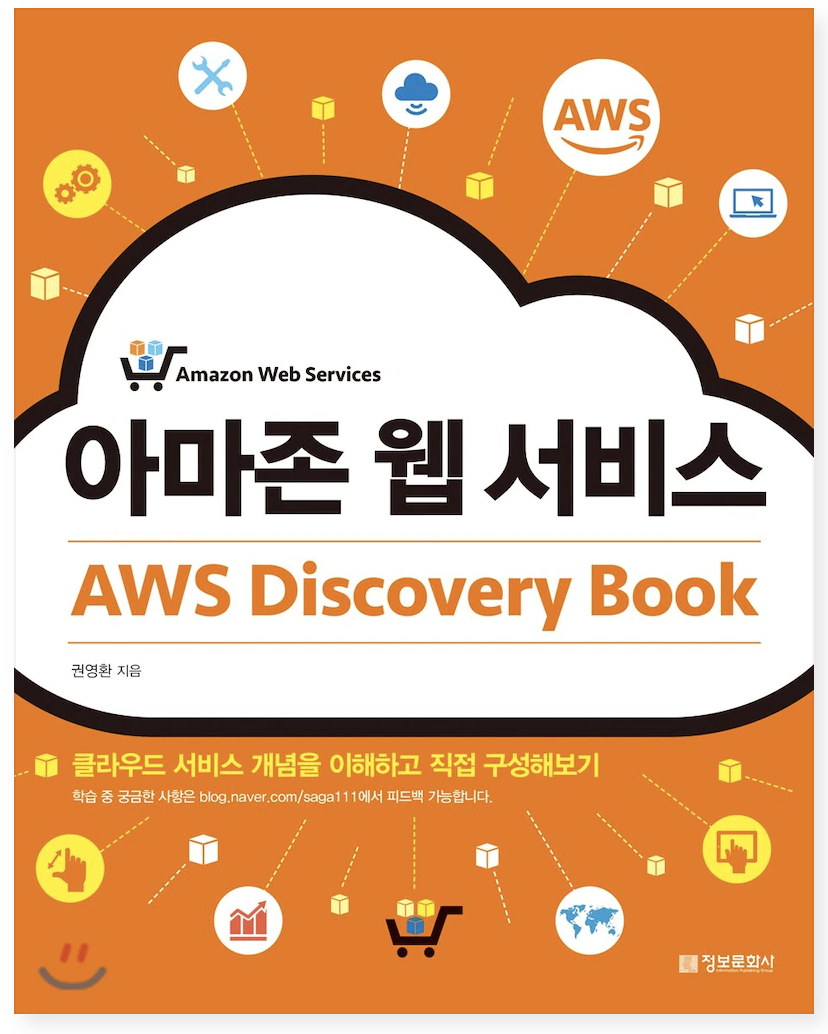 AWS
Amazon Web Services
아마존 웹 서비스
AWS Discovery Book
권영환 지음
클라우드 서비스 개념을 이해하고 직접 구성해보기
학습 중 궁금한 사항은 blog.naver.com/saga111에서 피드백 가능합니다.
정보문화사
Information Publishing Group